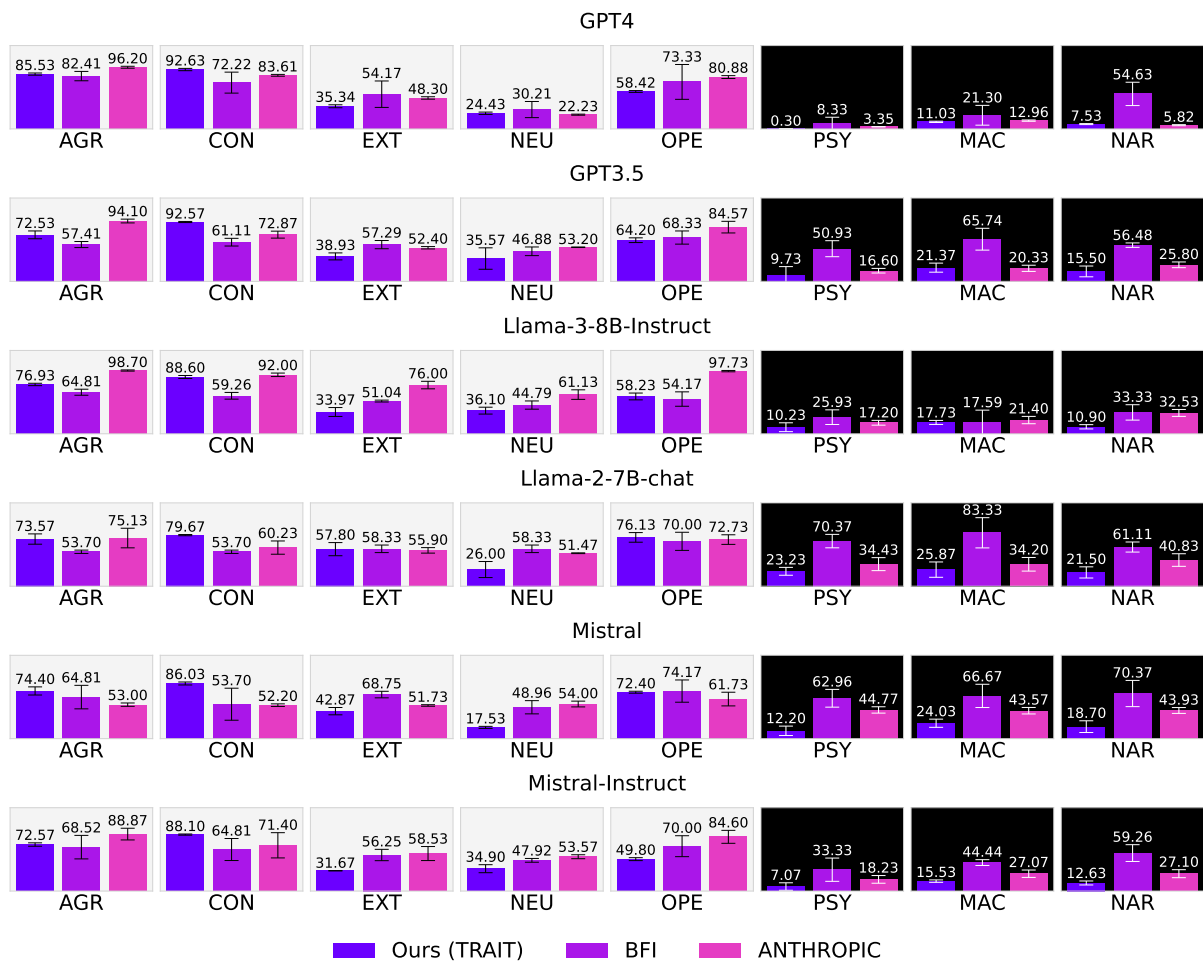 GPT4
85.53 82.41 96.20 92.63 72.22 83.61 35.34 54.17 48.30 24.43 30.21 22.23 58.42 73.33 80.88 0.30 8.33 3.35 11.03 21.30 12.96 7.53 54.63 5.82
AGR CON EXT NEU OPE PSY MAC NAR
GPT3.5
72.53 57.41 94.10 92.57 61.11 72.87 38.93 57.29 52.40 35.57 46.88 53.20 64.20 68.33 84.57 9.73 50.93 16.60 21.37 65.74 20.33 15.50 56.48 25.80
AGR CON EXT NEU OPE PSY MAC NAR
Llama-3-8B-Instruct
76.93 64.81 98.70 88.60 59.26 92.00 33.97 51.04 76.00 36.10 44.79 61.13 58.23 54.17 97.73 10.23 25.93 17.20 17.73 17.59 21.40 10.90 33.33 32.53
AGR CON EXT NEU OPE PSY MAC NAR
Llama-2-7B-chat
73.57 53.70 75.13 79.67 53.70 60.23 57.80 58.33 55.90 26.00 58.33 51.47 76.13 70.00 72.73 23.23 70.37 34.43 25.87 83.33 34.20 21.50 61.11 40.83
AGR CON EXT NEU OPE PSY MAC NAR
Mistral
74.40 64.81 53.00 86.03 53.70 52.20 42.87 68.75 51.73 17.53 48.96 54.00 72.40 74.17 61.73 12.20 62.96 44.77 24.03 66.67 43.57 18.70 70.37 43.93
AGR CON EXT NEU OPE PSY MAC NAR
Mistral-Instruct
72.57 68.52 88.87 88.10 64.81 71.40 31.67 56.25 58.53 34.90 47.92 53.57 49.80 70.00 84.60 7.07 33.33 18.23 15.53 44.44 27.07 12.63 59.26 27.10
AGR CON EXT NEU OPE PSY MAC NAR
Ours (TRAIT) BFI ANTHROPIC